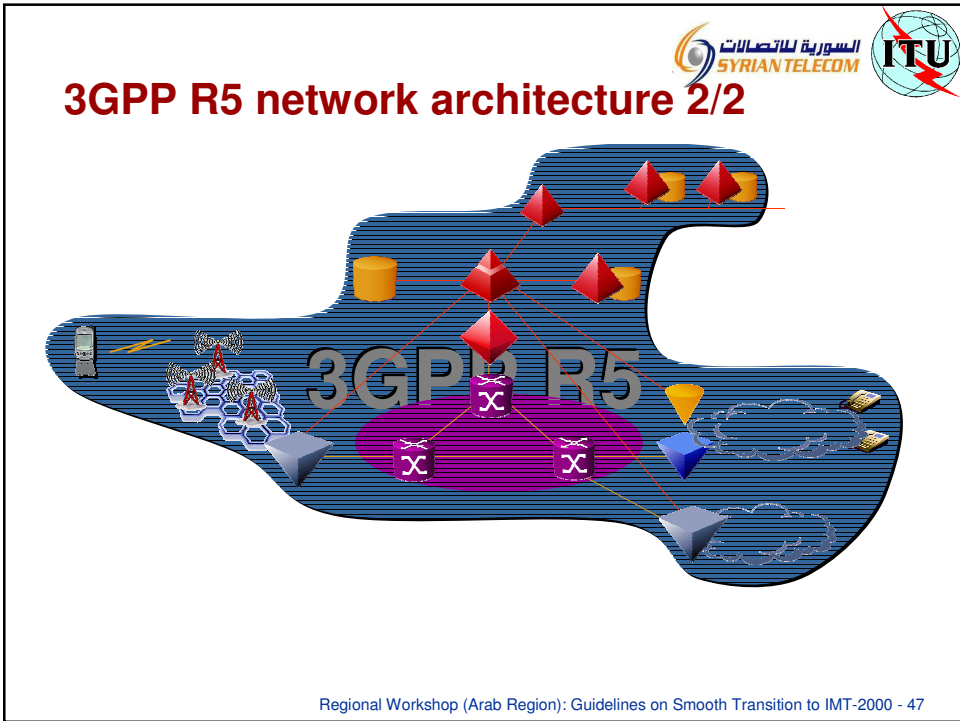 السورية للاتصالات
SYRIAN TELECOM
ITU
3GPP R5 network architecture 2/2
3GPP R5
Regional Workshop (Arab Region): Guidelines on Smooth Transition to IMT-2000 - 47